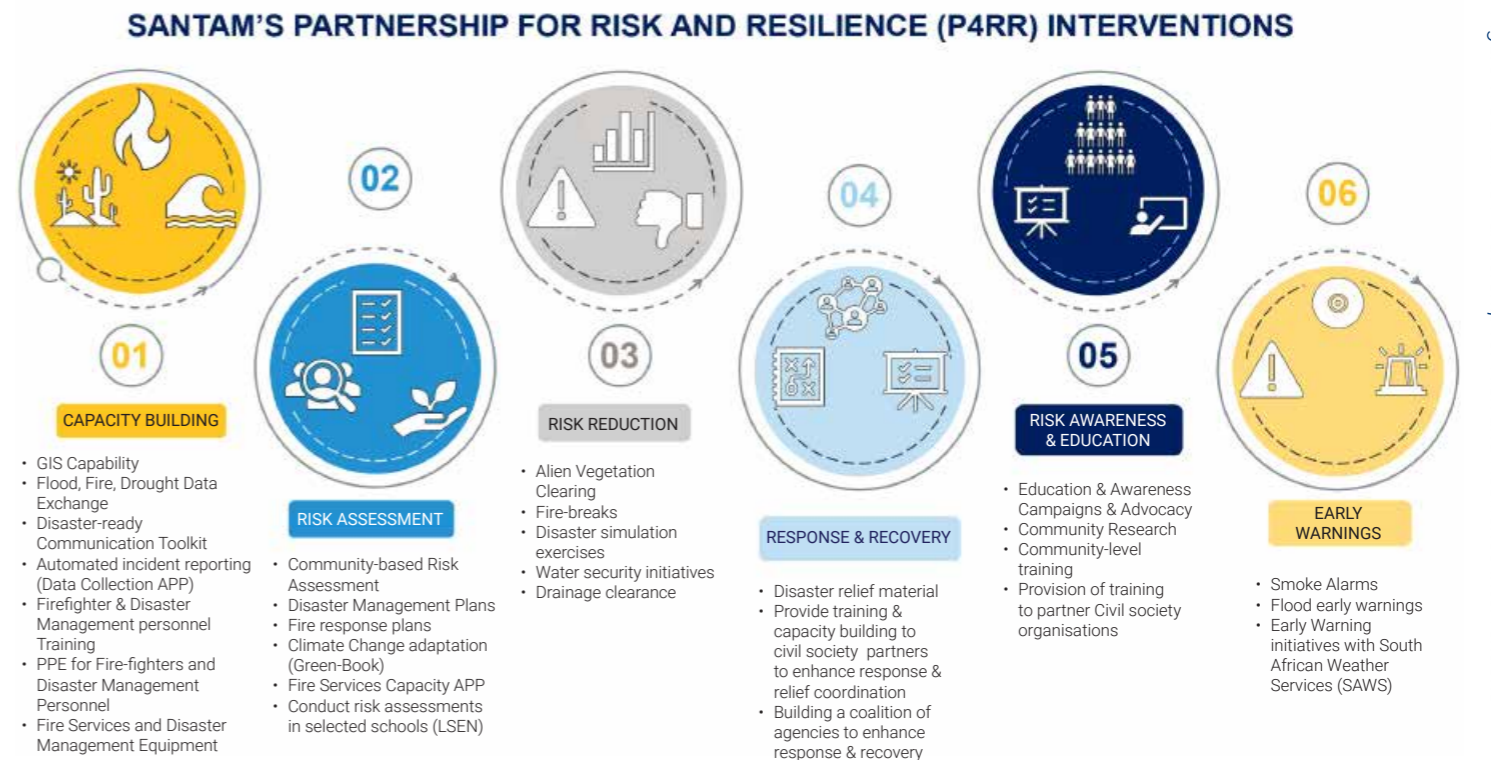 SANTAM'S PARTNERSHIP FOR RISK AND RESILIENCE (P4RR) INTERVENTIONS
01
CAPACITY BUILDING
• GIS Capability
• Flood, Fire, Drought Data
Exchange
• Disaster-ready
Communication Toolkit
• Automated incident reporting
(Data Collection APP)
• Firefighter & Disaster
Management personnel
Training
• PPE for Fire-fighters and
Disaster Management
Personnel
• Fire Services and Disaster
Management Equipment
02
RISK ASSESSMENT
• Community-based Risk
Assessment
• Disaster Management Plans
• Fire response plans
• Climate Change adaptation
(Green-Book)
• Fire Services Capacity APP
• Conduct risk assessments
in selected schools (LSEN)
03
RISK REDUCTION
• Alien Vegetation
Clearing
• Fire-breaks
• Disaster simulation
exercises
• Water security initiatives
• Drainage clearance
04
RESPONSE & RECOVERY
• Disaster relief material
• Provide training &
capacity building to
civil society partners
to enhance response &
relief coordination
• Building a coalition of
agencies to enhance
response & recovery
05
RISK AWARENESS
& EDUCATION
• Education & Awareness
Campaigns & Advocacy
• Community Research
• Community-level
training
• Provision of training
to partner Civil society
organisations
06
EARLY
WARNINGS
• Smoke Alarms
• Flood early warnings
• Early Warning
initiatives with South
African Weather
Services (SAWS)